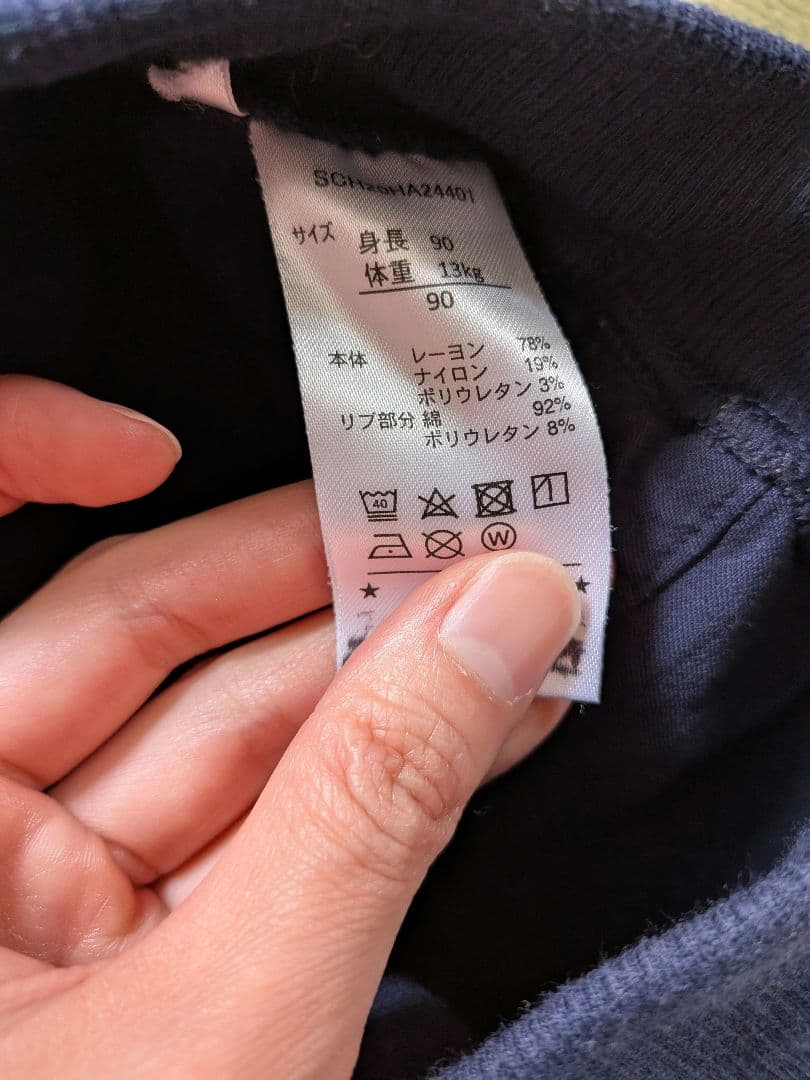 サイズ 身長 90
体重 13kg
90
本体 レーヨン 78%
ナイロン 19%
ポリウレタン 3%
リブ部分 綿 92%
ポリウレタン 8%
40
W